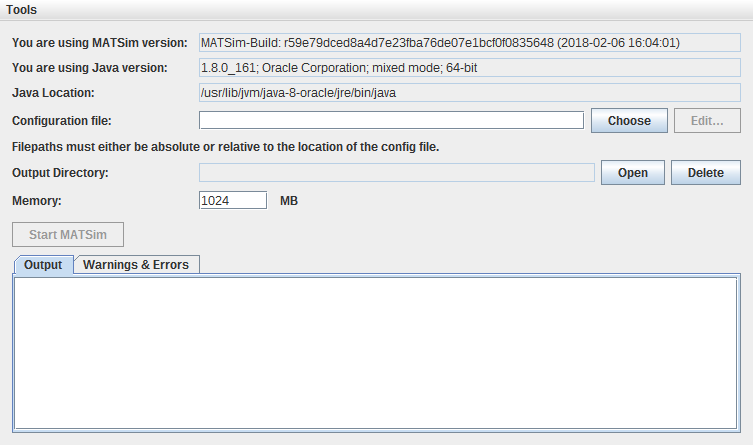 Tools
You are using MATSim version: MATSim-Build: r59e79dced8a4d7e23fba76de07e1bcf0f0835648 (2018-02-06 16:04:01)
You are using Java version: 1.8.0_161; Oracle Corporation; mixed mode; 64-bit
Java Location: /usr/lib/jvm/java-8-oracle/jre/bin/java
Configuration file: Choose Edit...
Filepaths must either be absolute or relative to the location of the config file.
Output Directory: Open Delete
Memory: 1024 MB
Start MATSim
Output Warnings & Errors